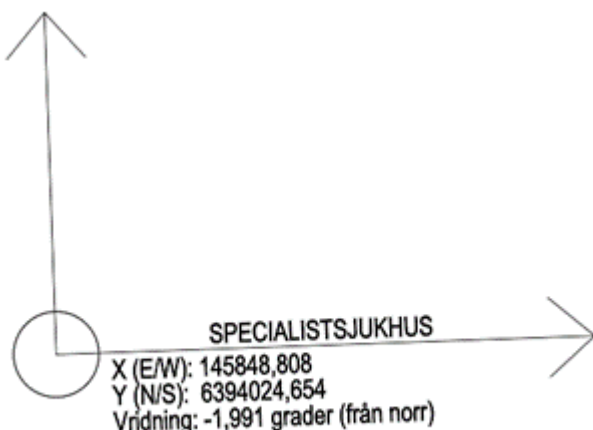 SPECIALISTSJUKHUS
X (E/W): 145848,808
Y (N/S): 6394024,654
Vridning: -1,991 grader (från norr)